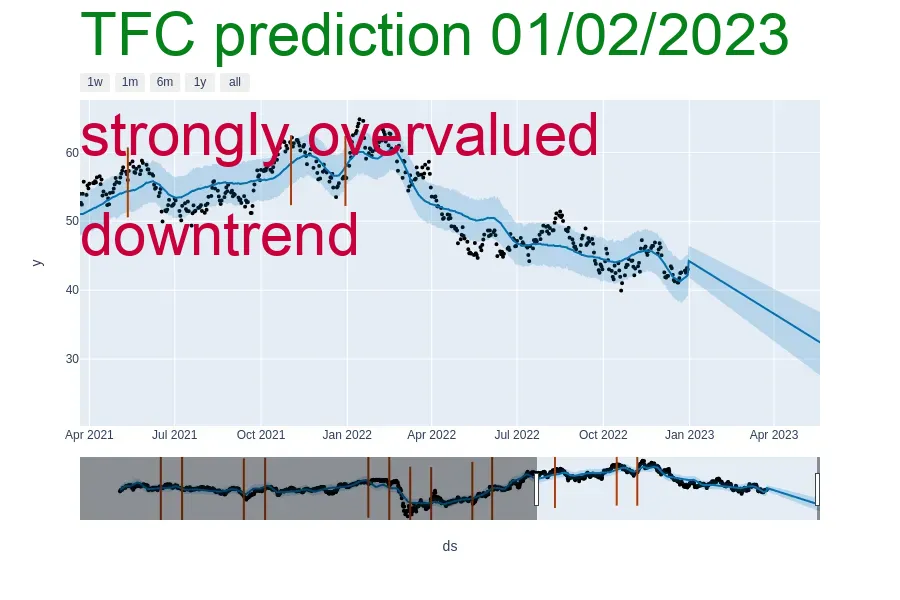 TFC prediction 01/02/2023
1w 1m 6m 1y all
strongly overvalued
60
50
downtrend
y
40
30
Apr 2021 Jul 2021 Oct 2021 Jan 2022 Apr 2022 Jul 2022 Oct 2022 Jan 2023 Apr 2023
ds